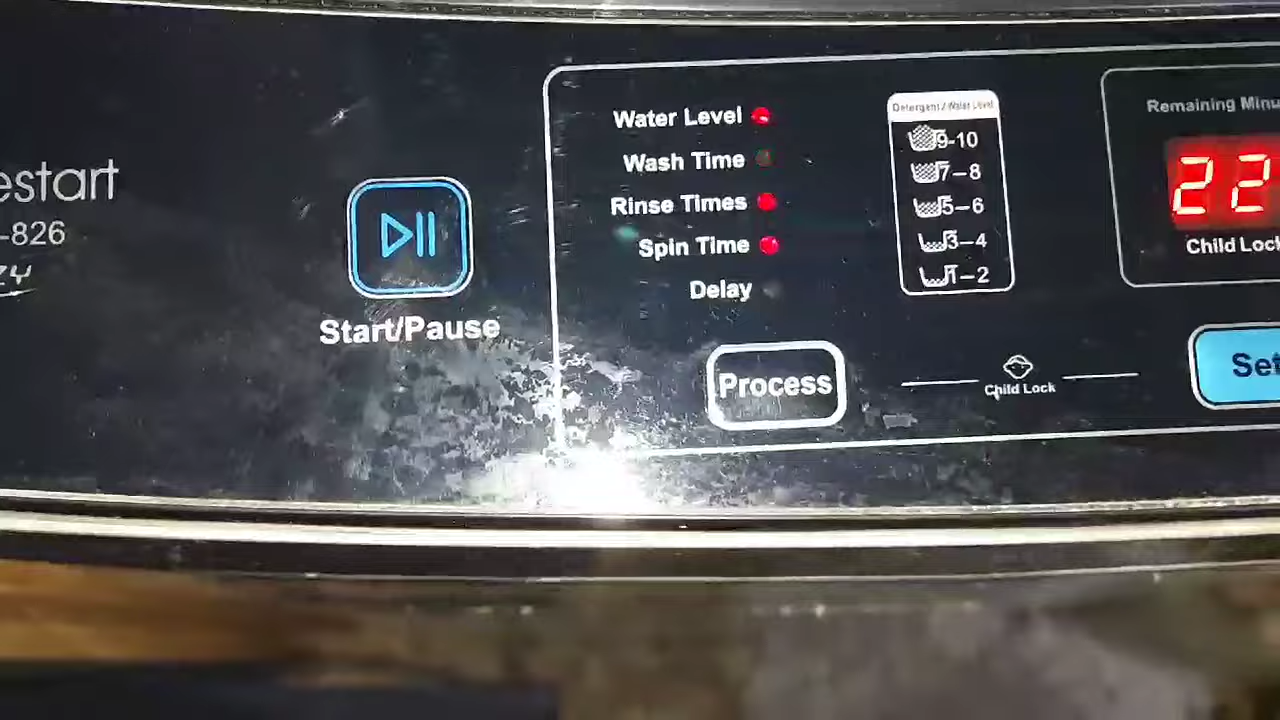 estart
-826
ZY
Start/Pause
Water Level
Wash Time
Rinse Times
Spin Time
Delay
Process
Detergent / Water Level
9-10
7-8
5-6
3-4
1-2
Child Lock
Remaining Minu
22
Child Lock
Set